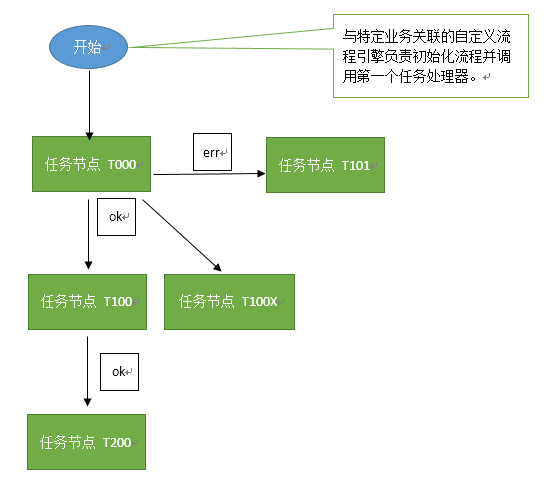 开始
与特定业务关联的自定义流
程引擎负责初始化流程并调
用第一个任务处理器。
任务节点 T000
err
任务节点 T101
ok
任务节点 T100
任务节点 T100X
ok
任务节点 T200